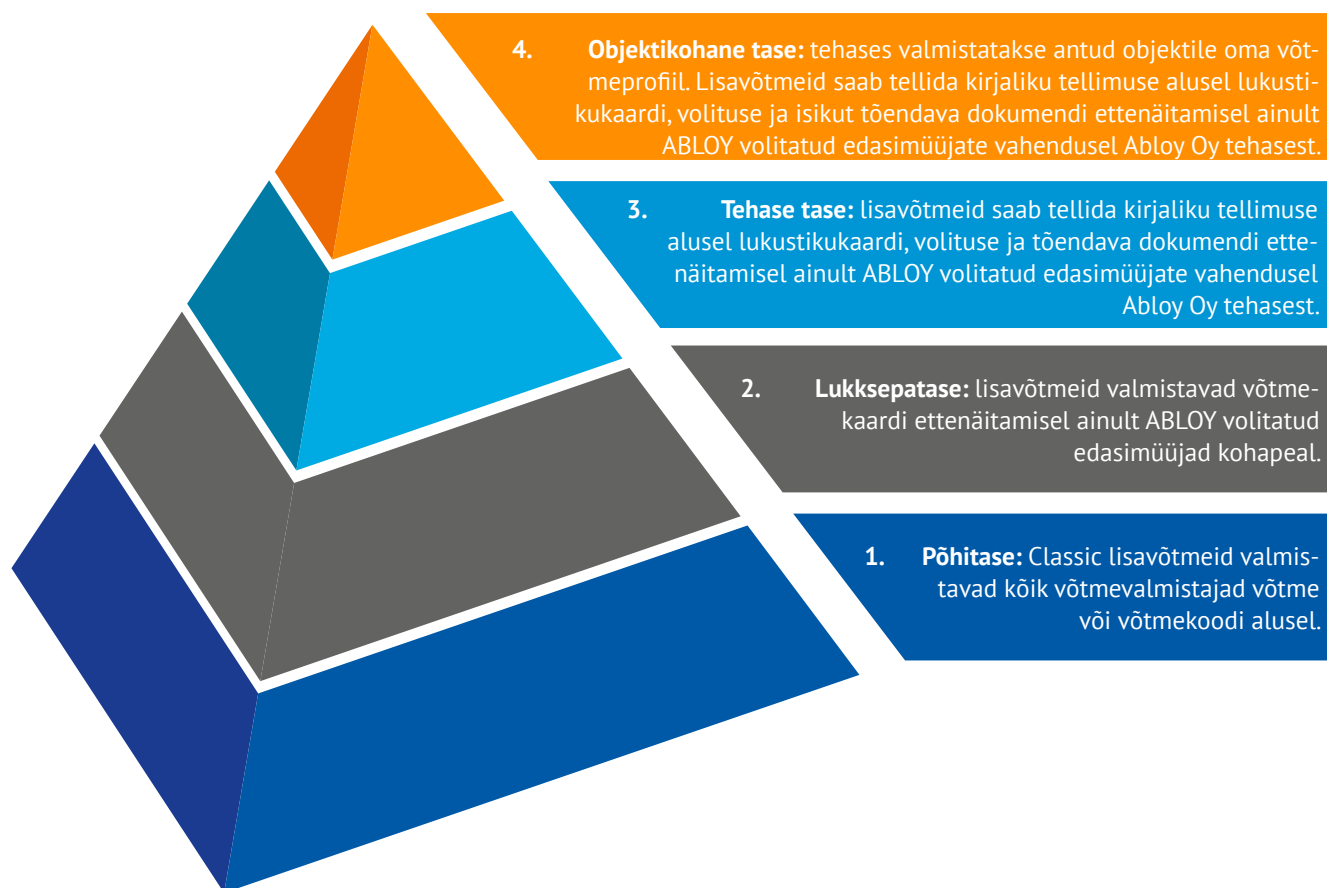 4. Objektikohane tase: tehases valmistatakse antud objektile oma võt-
meprofiil. Lisavõtmeid saab tellida kirjaliku tellimuse alusel lukusti-
kukaardi, volituse ja isikut tõendava dokumendi ettenäitamisel ainult
ABLOY volitatud edasimüüjate vahendusel Abloy Oy tehasest.
3. Tehase tase: lisavõtmeid saab tellida kirjaliku tellimuse
alusel lukustikukaardi, volituse ja tõendava dokumendi ette-
näitamisel ainult ABLOY volitatud edasimüüjate vahendusel
Abloy Oy tehasest.
2. Lukksepatase: lisavõtmeid valmistavad võtme-
kaardi ettenäitamisel ainult ABLOY volitatud
edasimüüjad kohapeal.
1. Põhitase: Classic lisavõtmeid valmis-
tavad kõik võtmevalmistajad võtme
või võtmekoodi alusel.